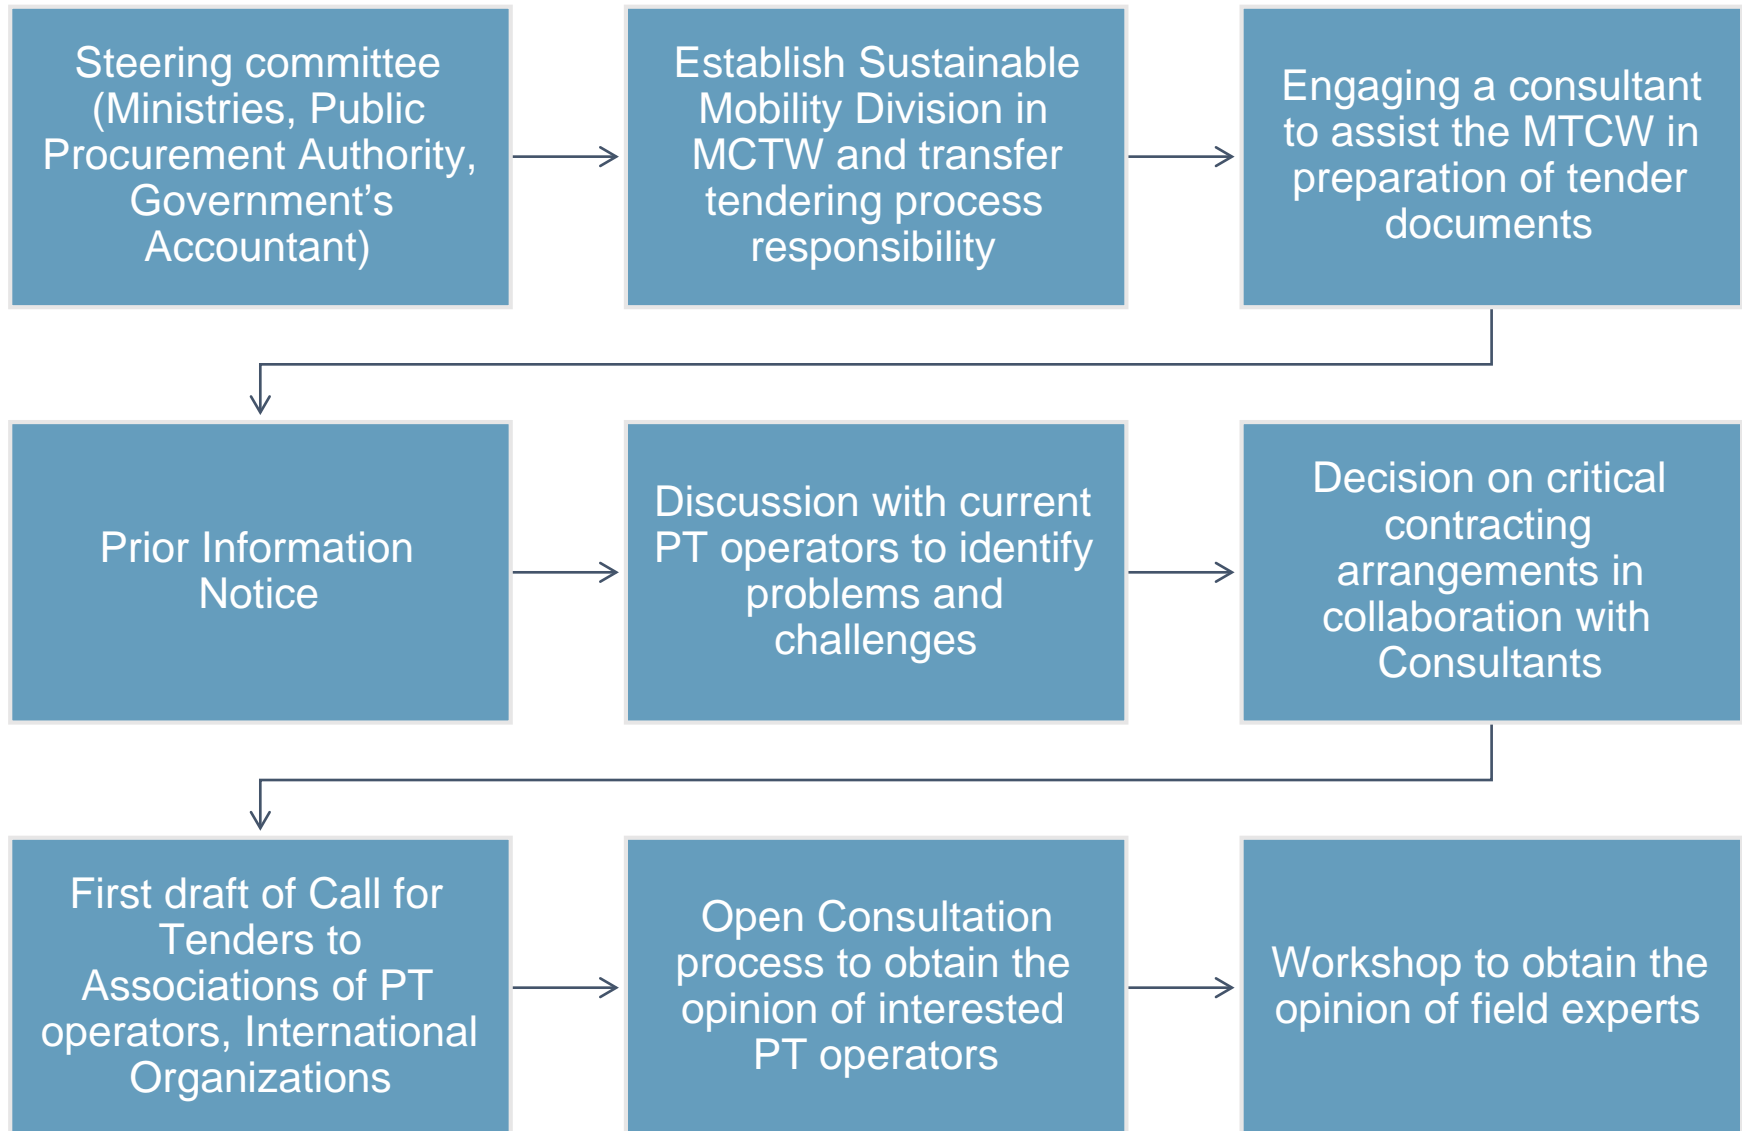 Steering committee
(Ministries, Public
Procurement Authority,
Government’s
Accountant)
Establish Sustainable
Mobility Division in
MCTW and transfer
tendering process
responsibility
Engaging a consultant
to assist the MTCW in
preparation of tender
documents
Prior Information
Notice
Discussion with current
PT operators to identify
problems and
challenges
Decision on critical
contracting
arrangements in
collaboration with
Consultants
First draft of Call for
Tenders to
Associations of PT
operators, International
Organizations
Open Consultation
process to obtain the
opinion of interested
PT operators
Workshop to obtain the
opinion of field experts